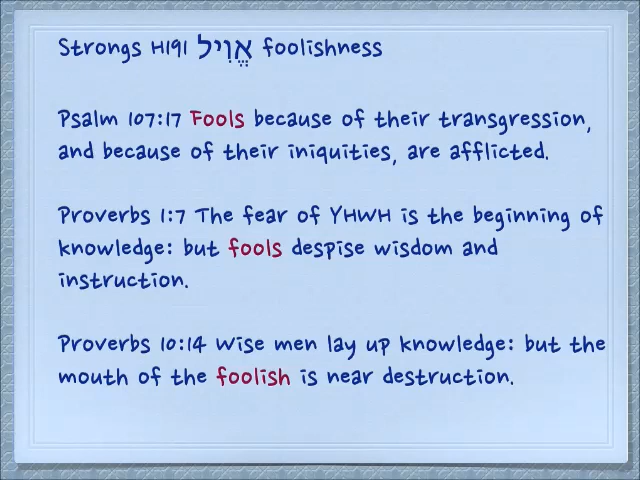 Strongs H191 אֱוִיל foolishness
Psalm 107:17 Fools because of their transgression,
and because of their iniquities, are afflicted.
Proverbs 1:7 The fear of YHWH is the beginning of
knowledge: but fools despise wisdom and
instruction.
Proverbs 10:14 Wise men lay up knowledge: but the
mouth of the foolish is near destruction.